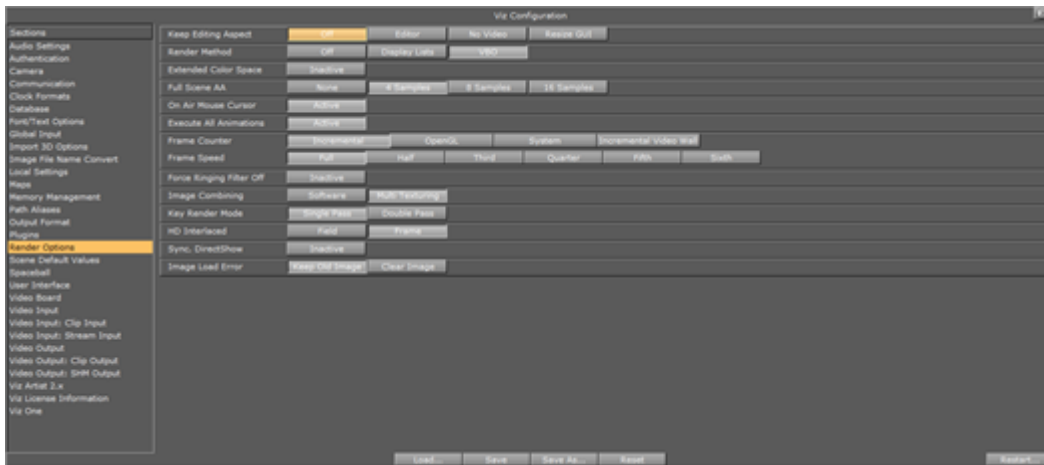 Viz Configuration
Sections
Audio Settings
Authentication
Camera
Communication
Clock Formats
Database
Font/Text Options
Global Input
Import 3D Options
Image File Name Convert
Local Settings
Maps
Memory Management
Path Aliases
Output Format
Plugins
Render Options
Scene Default Values
Spaceball
User Interface
Video Board
Video Input
Video Input: Clip Input
Video Input: Stream Input
Video Output
Video Output: Clip Output
Video Output: SHM Output
Viz Artist 2.x
Viz License Information
Viz One
Keep Editing Aspect Off Editor No Video Resize GUI
Render Method Off Display Lists VBO
Extended Color Space Inactive
Full Scene AA None 4 Samples 8 Samples 16 Samples
On Air Mouse Cursor Active
Execute All Animations Active
Frame Counter Incremental OpenGL System Incremental Video Wall
Frame Speed Full Half Third Quarter Fifth Sixth
Force Ringing Filter Off Inactive
Image Combining Software Multi Texturing
Key Render Mode Single Pass Double Pass
HD Interlaced Field Frame
Sync. DirectShow Inactive
Image Load Error Keep Old Image Clear Image
Load... Save Save As... Reset Restart...